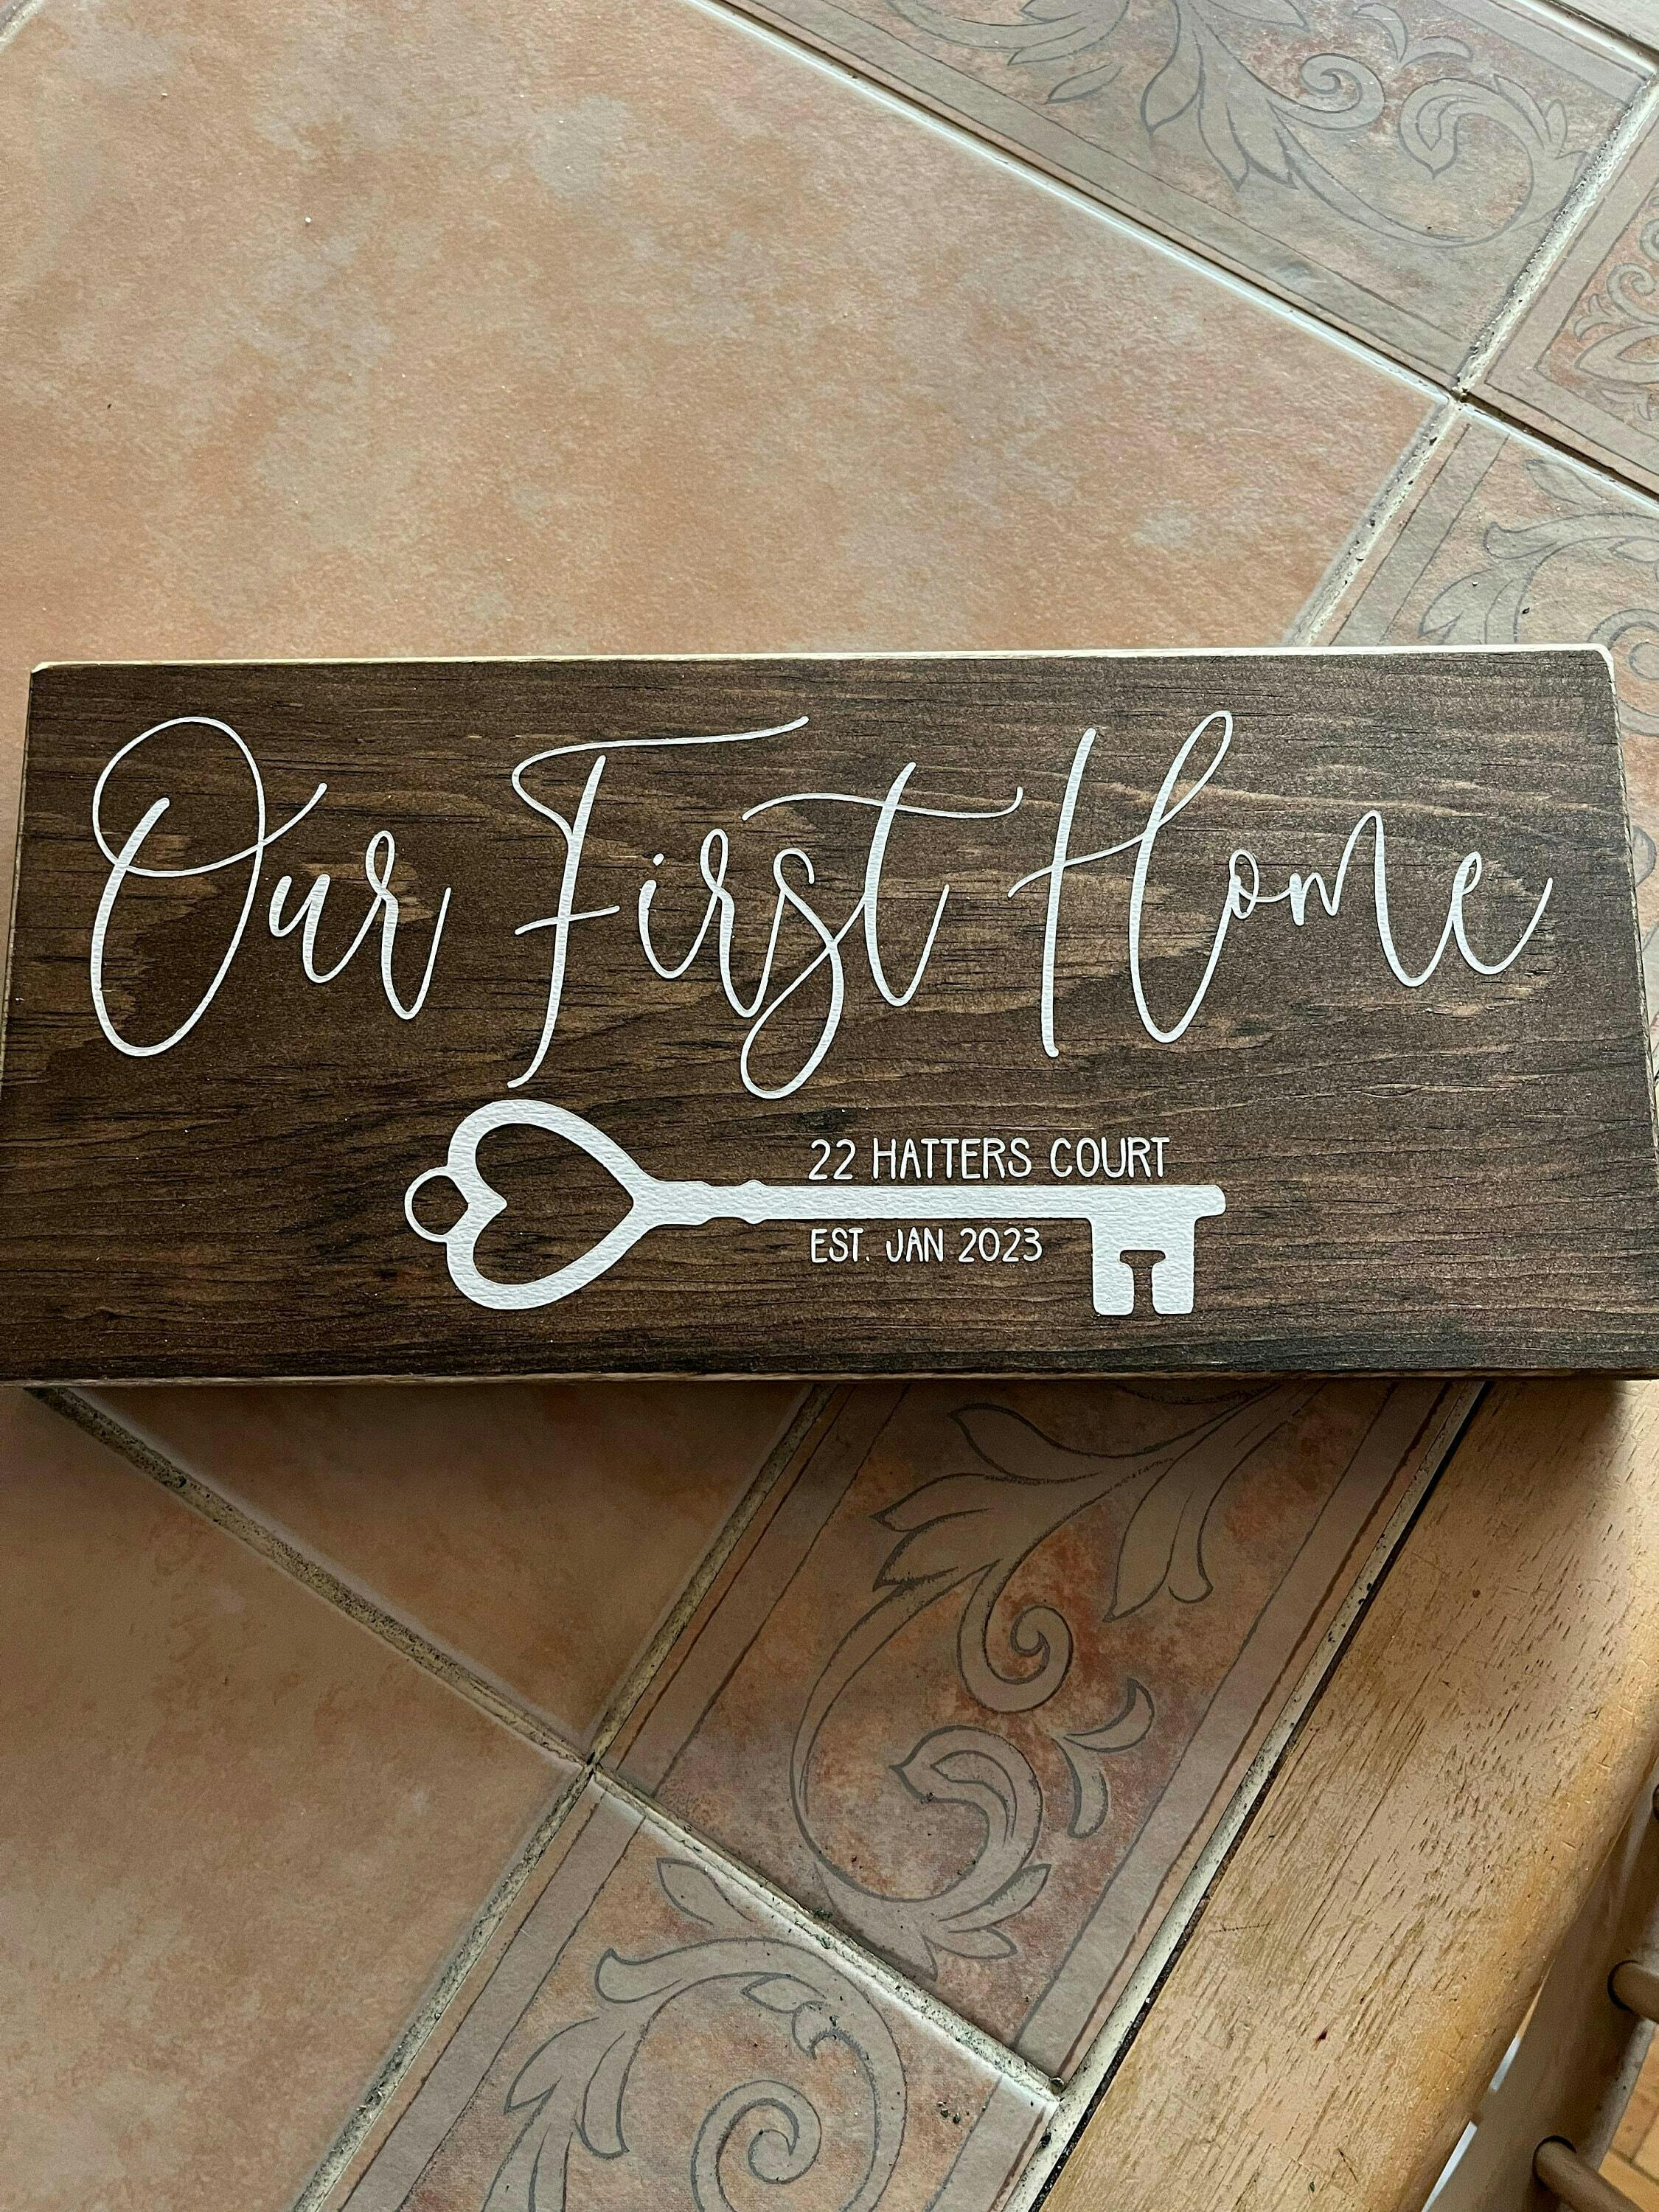 Our First Home
22 HATTERS COURT
EST. JAN 2023